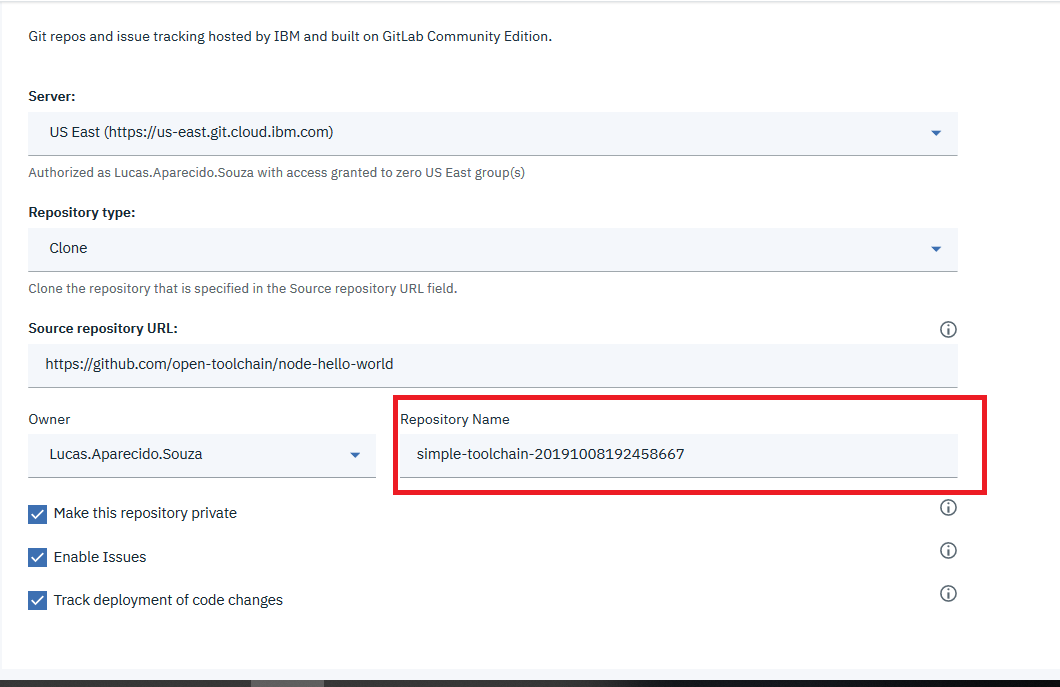 Git repos and issue tracking hosted by IBM and built on GitLab Community Edition.
Server:
US East (https://us-east.git.cloud.ibm.com)
Authorized as Lucas.Aparecido.Souza with access granted to zero US East group(s)
Repository type:
Clone
Clone the repository that is specified in the Source repository URL field.
Source repository URL:
https://github.com/open-toolchain/node-hello-world
Owner
Repository Name
Lucas.Aparecido.Souza
simple-toolchain-20191008192458667
Make this repository private
Enable Issues
Track deployment of code changes